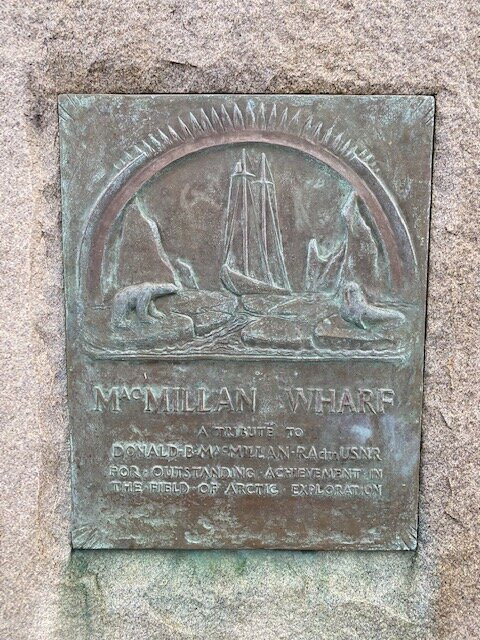 MacMILLAN WHARF
A TRIBUTE TO
DONALD·B·MacMILLAN·RAdm USNR
FOR·OUTSTANDING ACHIEVEMENT IN
THE·FIELD·OF ARCTIC EXPLORATION